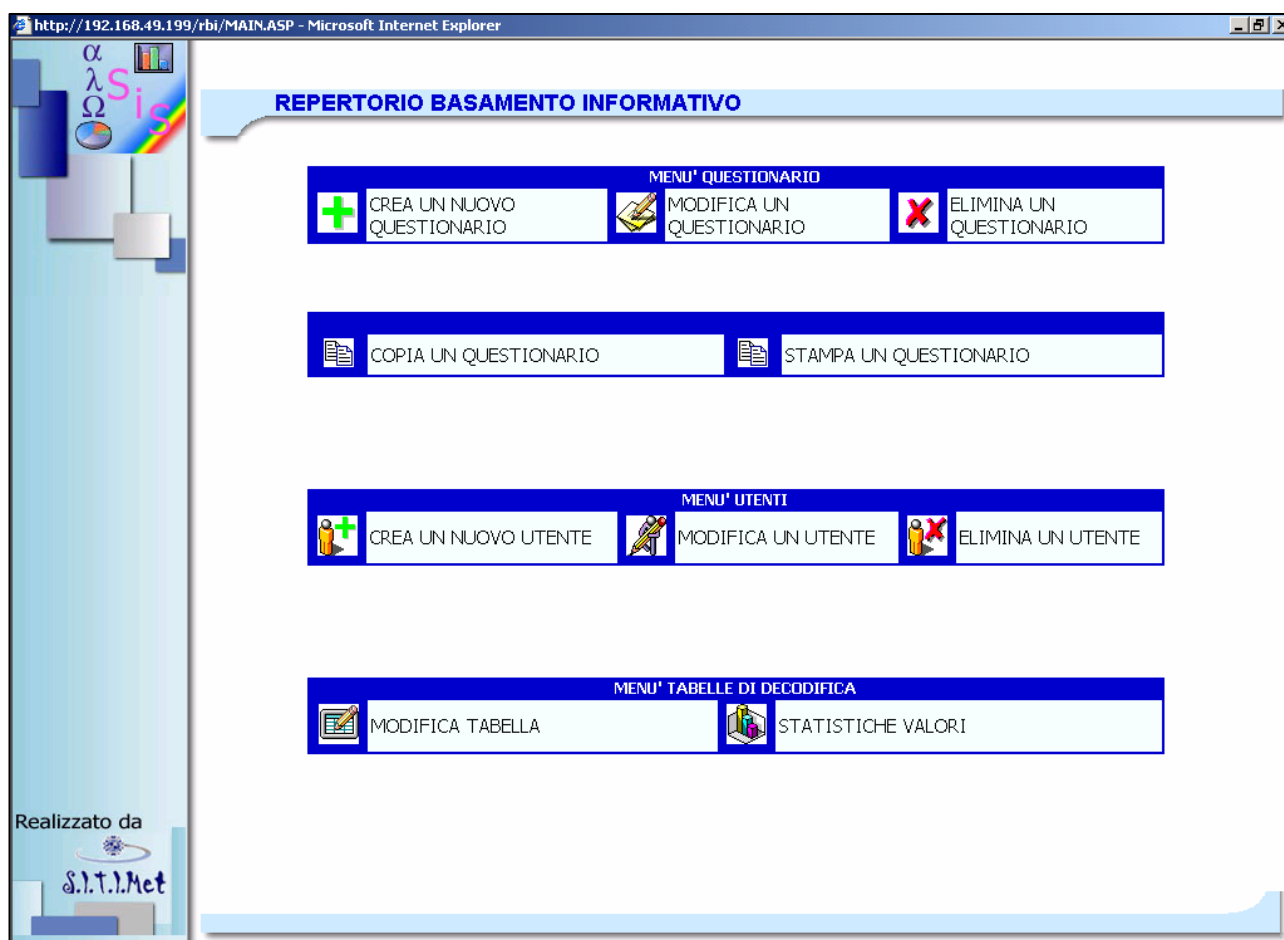 http://192.168.49.199/rbi/MAIN.ASP - Microsoft Internet Explorer
α
λ
Ω
Sis
REPERTORIO BASAMENTO INFORMATIVO
MENU' QUESTIONARIO
CREA UN NUOVO
QUESTIONARIO
MODIFICA UN
QUESTIONARIO
ELIMINA UN
QUESTIONARIO
COPIA UN QUESTIONARIO
STAMPA UN QUESTIONARIO
MENU' UTENTI
CREA UN NUOVO UTENTE
MODIFICA UN UTENTE
ELIMINA UN UTENTE
MENU' TABELLE DI DECODIFICA
MODIFICA TABELLA
STATISTICHE VALORI
Realizzato da
S.I.T.I.Met